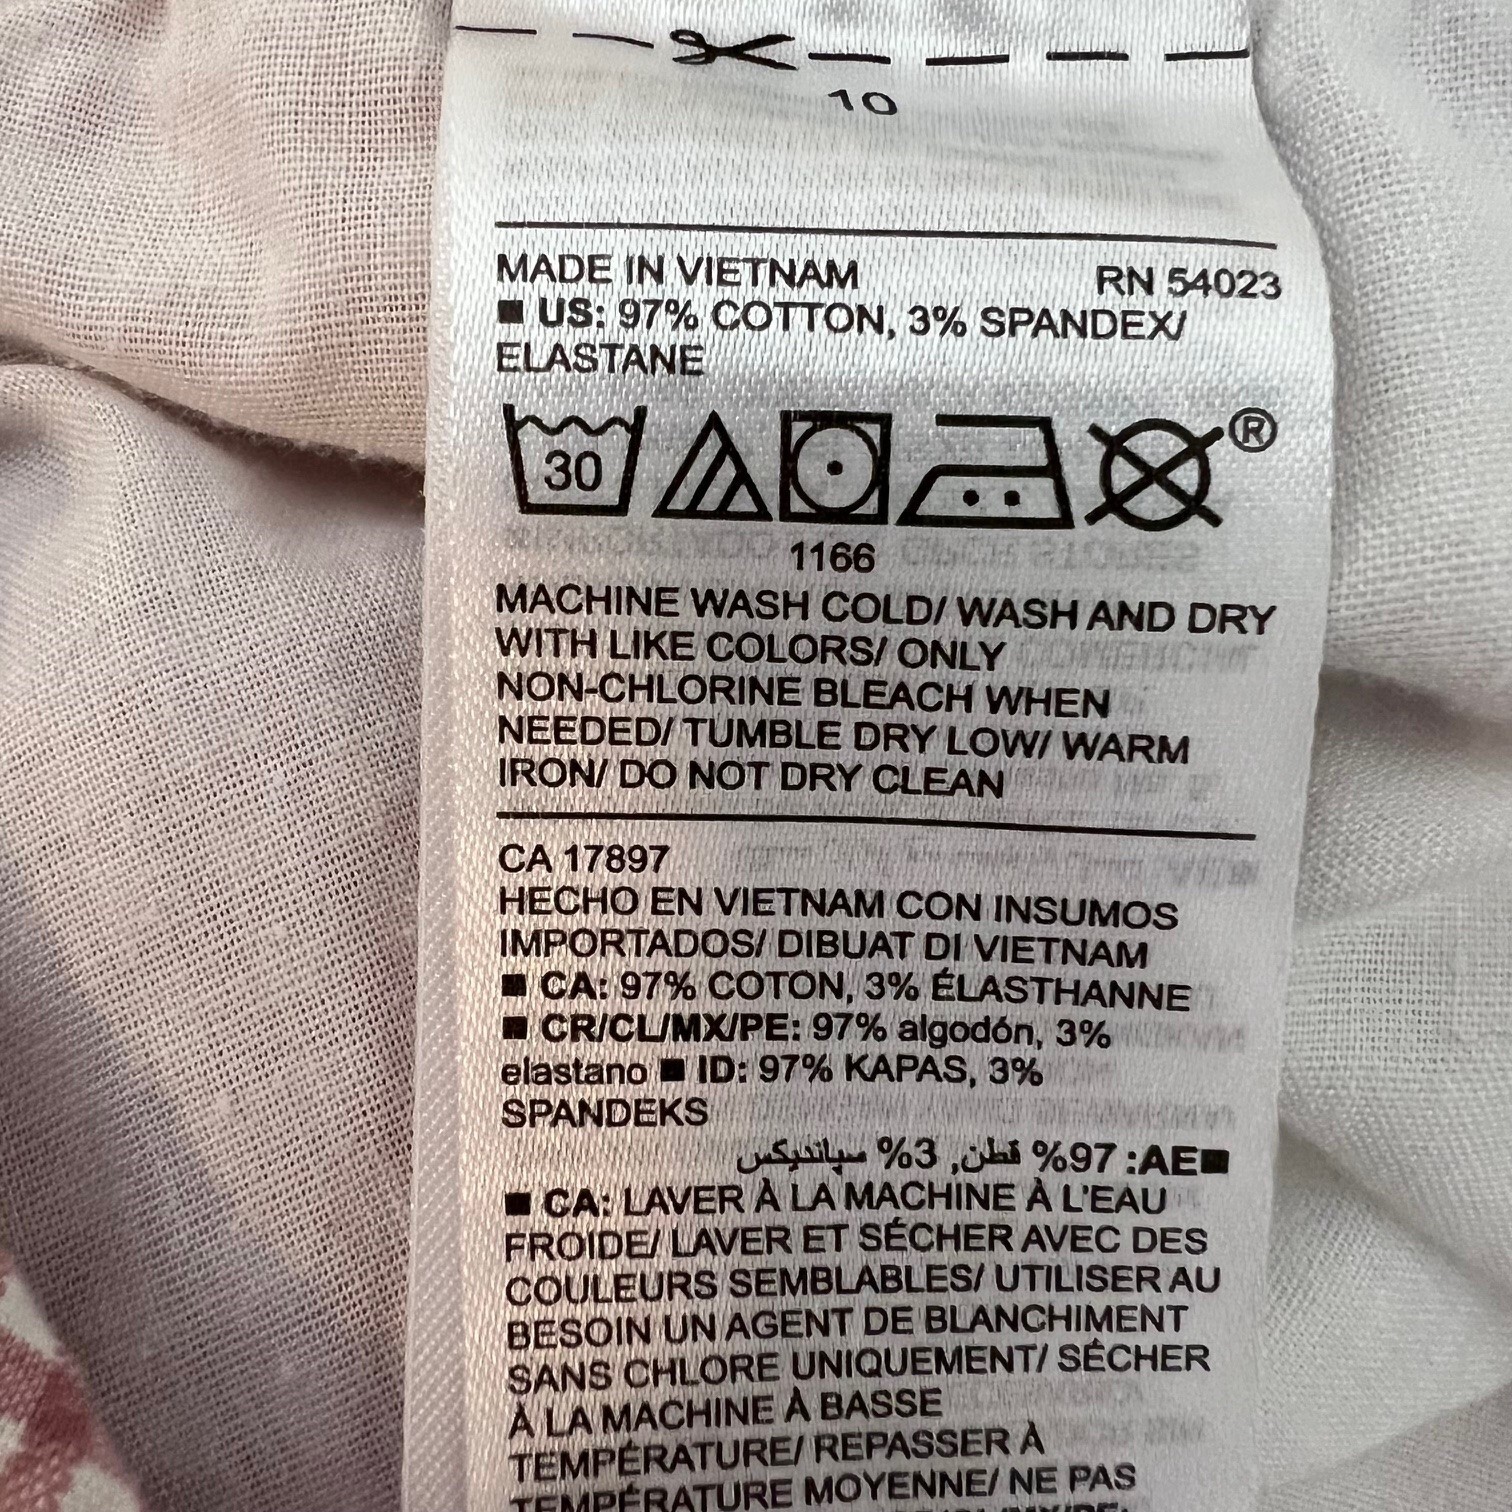 10
MADE IN VIETNAM RN 54023
■ US: 97% COTTON, 3% SPANDEX/
ELASTANE
30
®
1166
MACHINE WASH COLD/ WASH AND DRY
WITH LIKE COLORS/ ONLY
NON-CHLORINE BLEACH WHEN
NEEDED/ TUMBLE DRY LOW/ WARM
IRON/ DO NOT DRY CLEAN
CA 17897
HECHO EN VIETNAM CON INSUMOS
IMPORTADOS/ DIBUAT DI VIETNAM
■ CA: 97% COTON, 3% ÉLASTHANNE
■ CR/CL/MX/PE: 97% algodón, 3%
elastano ■ ID: 97% KAPAS, 3%
SPANDEKS
■AE: 97% قطن, 3% سباندیكس
■ CA: LAVER À LA MACHINE À L'EAU
FROIDE/ LAVER ET SÉCHER AVEC DES
COULEURS SEMBLABLES/ UTILISER AU
BESOIN UN AGENT DE BLANCHIMENT
SANS CHLORE UNIQUEMENT/ SÉCHER
À LA MACHINE À BASSE
TEMPÉRATURE/ REPASSER À
TEMPÉRATURE MOYENNE/ NE PAS